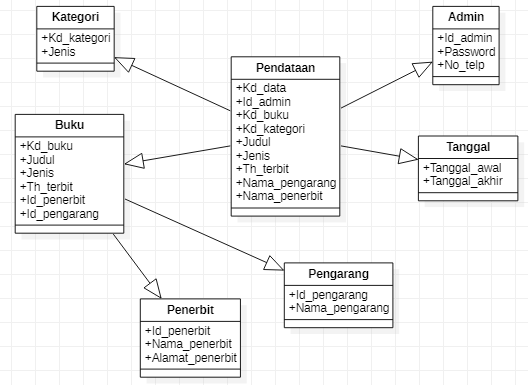 Kategori
+Kd_kategori
+Jenis
Admin
+Id_admin
+Password
+No_telp
Pendataan
+Kd_data
+Id_admin
+Kd_buku
+Kd_kategori
+Judul
+Jenis
+Th_terbit
+Nama_pengarang
+Nama_penerbit
Buku
+Kd_buku
+Judul
+Jenis
+Th_terbit
+Id_penerbit
+Id_pengarang
Tanggal
+Tanggal_awal
+Tanggal_akhir
Pengarang
+Id_pengarang
+Nama_pengarang
Penerbit
+Id_penerbit
+Nama_penerbit
+Alamat_penerbit